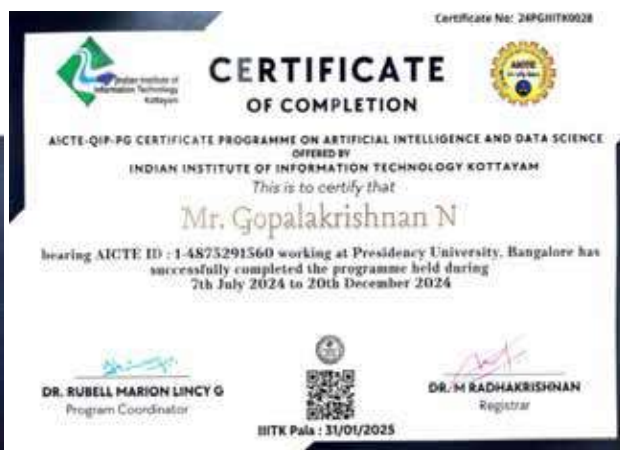 Certificate No: 24PGIIITK0028
Indian Institute of
Information Technology
Kottayam
CERTIFICATE
OF COMPLETION
AICTE
AICTE-QIP-PG CERTIFICATE PROGRAMME ON ARTIFICIAL INTELLIGENCE AND DATA SCIENCE
OFFERED BY
INDIAN INSTITUTE OF INFORMATION TECHNOLOGY KOTTAYAM
This is to certify that
Mr. Gopalakrishnan N
bearing AICTE ID : 1-4875291560 working at Presidency University, Bangalore has
successfully completed the programme held during
7th July 2024 to 20th December 2024
DR. RUBELL MARION LINCY G
Program Coordinator
DR. M RADHAKRISHNAN
Registrar
IIITK Pala : 31/01/2025